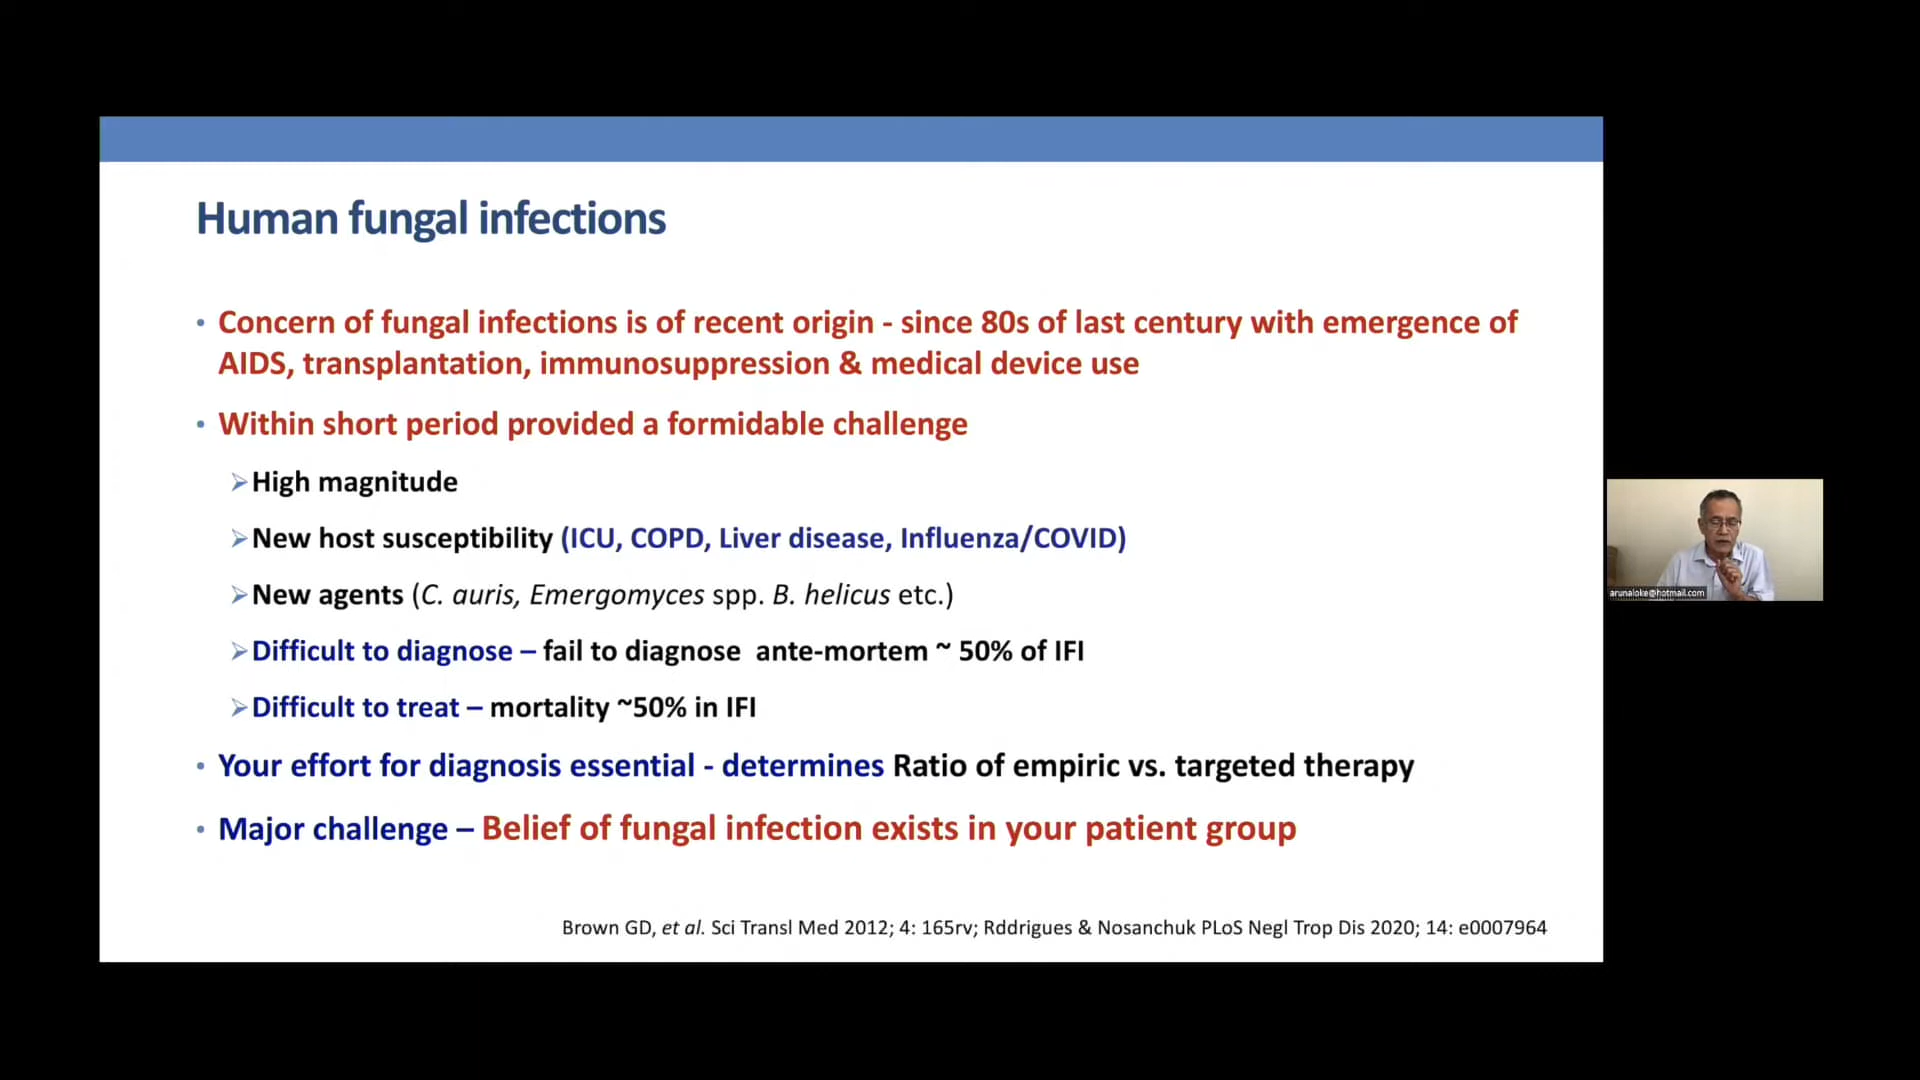 Human fungal infections
• Concern of fungal infections is of recent origin - since 80s of last century with emergence of
AIDS, transplantation, immunosuppression & medical device use
• Within short period provided a formidable challenge
➢High magnitude
➢New host susceptibility (ICU, COPD, Liver disease, Influenza/COVID)
➢New agents (C. auris, Emergomyces spp. B. helicus etc.)
➢Difficult to diagnose – fail to diagnose ante-mortem ~ 50% of IFI
➢Difficult to treat – mortality ~50% in IFI
• Your effort for diagnosis essential - determines Ratio of empiric vs. targeted therapy
• Major challenge – Belief of fungal infection exists in your patient group
Brown GD, et al. Sci Transl Med 2012; 4: 165rv; Rddrigues & Nosanchuk PLoS Negl Trop Dis 2020; 14: e0007964
arunaloke@hotmail.com